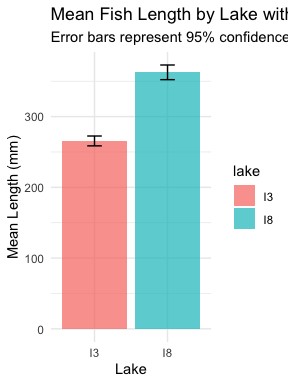 Mean Fish Length by Lake with
Error bars represent 95% confidence
Mean Length (mm)
300
200
100
0
I3 I8
Lake
lake
I3
I8